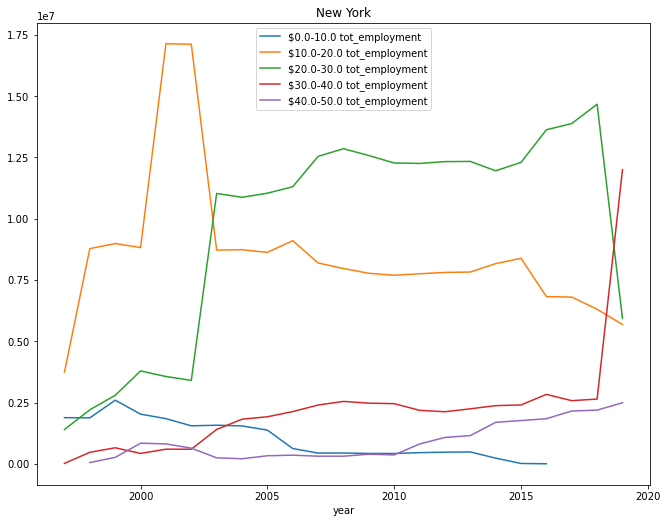 New York
1e7
$0.0-10.0 tot_employment
$10.0-20.0 tot_employment
$20.0-30.0 tot_employment
$30.0-40.0 tot_employment
$40.0-50.0 tot_employment
1.75
1.50
1.25
1.00
0.75
0.50
0.25
0.00
2000 2005 2010 2015 2020
year